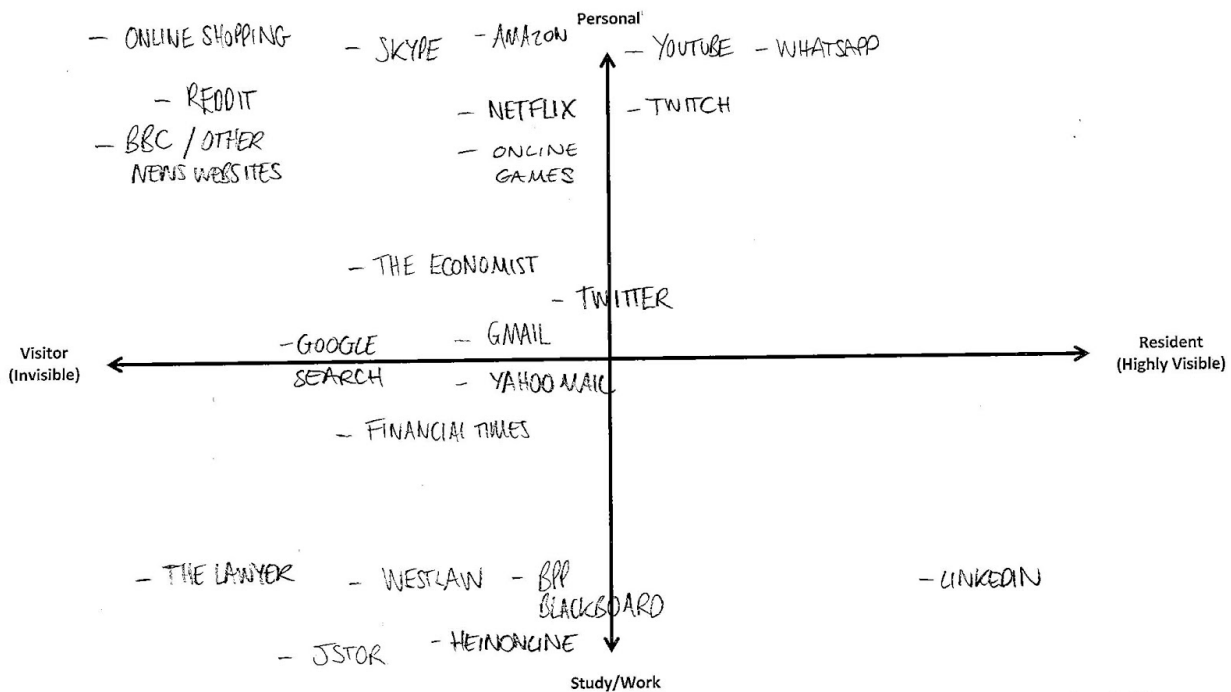 Personal
- ONLINE SHOPPING
- SKYPE
- AMAZON
- YOUTUBE
- WHATSAPP
- REDDIT
- NETFLIX
- TWITCH
- BBC / OTHER
NEWS WEBSITES
- ONLINE
GAMES
- THE ECONOMIST
- TWITTER
Visitor
(Invisible)
- GOOGLE
SEARCH
- GMAIL
- YAHOO MAIL
Resident
(Highly Visible)
- FINANCIAL TIMES
- THE LAWYER
- WESTLAW
- BPP
BLACKBOARD
- LINKEDIN
- JSTOR
- HEINONLINE
Study/Work